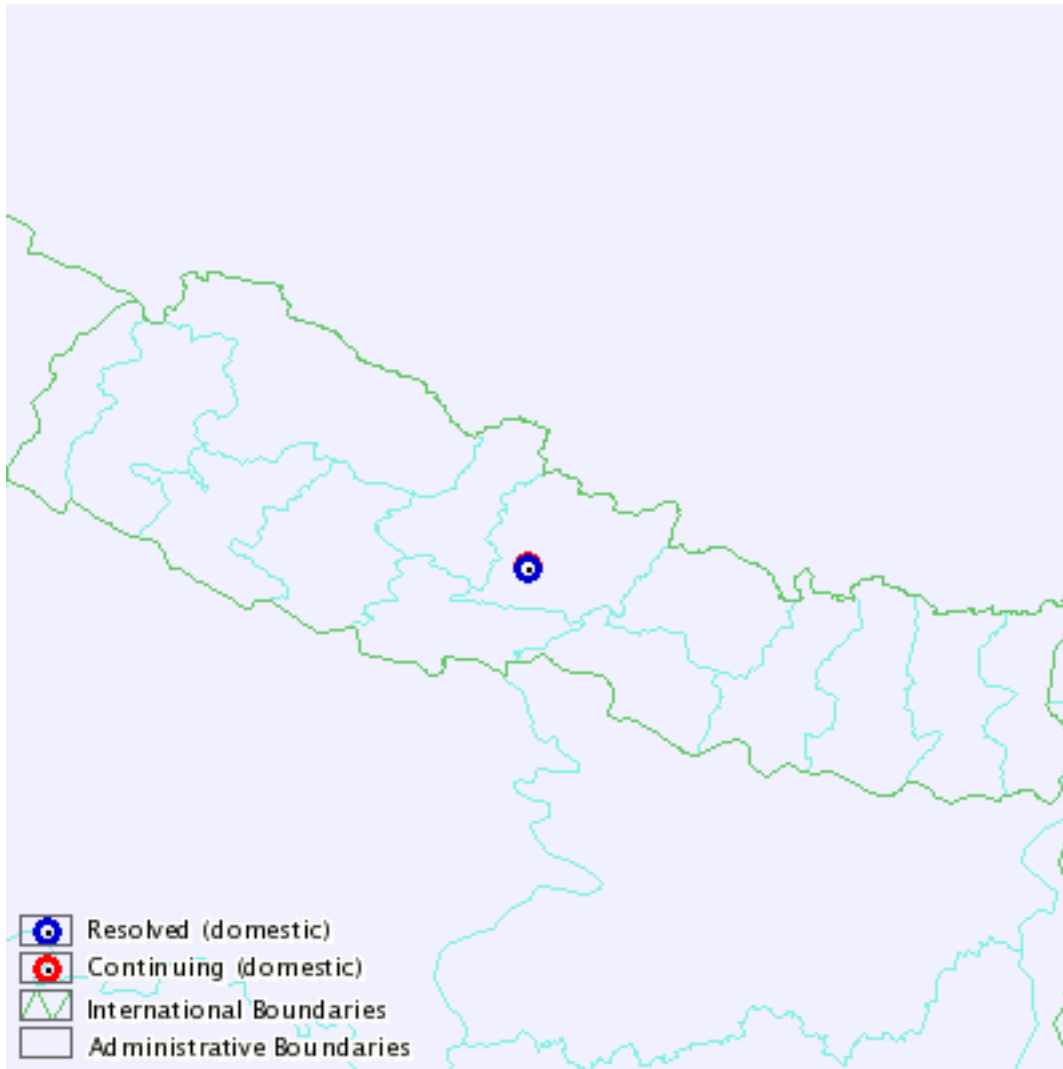 Resolved (domestic)
Continuing (domestic)
International Boundaries
Administrative Boundaries